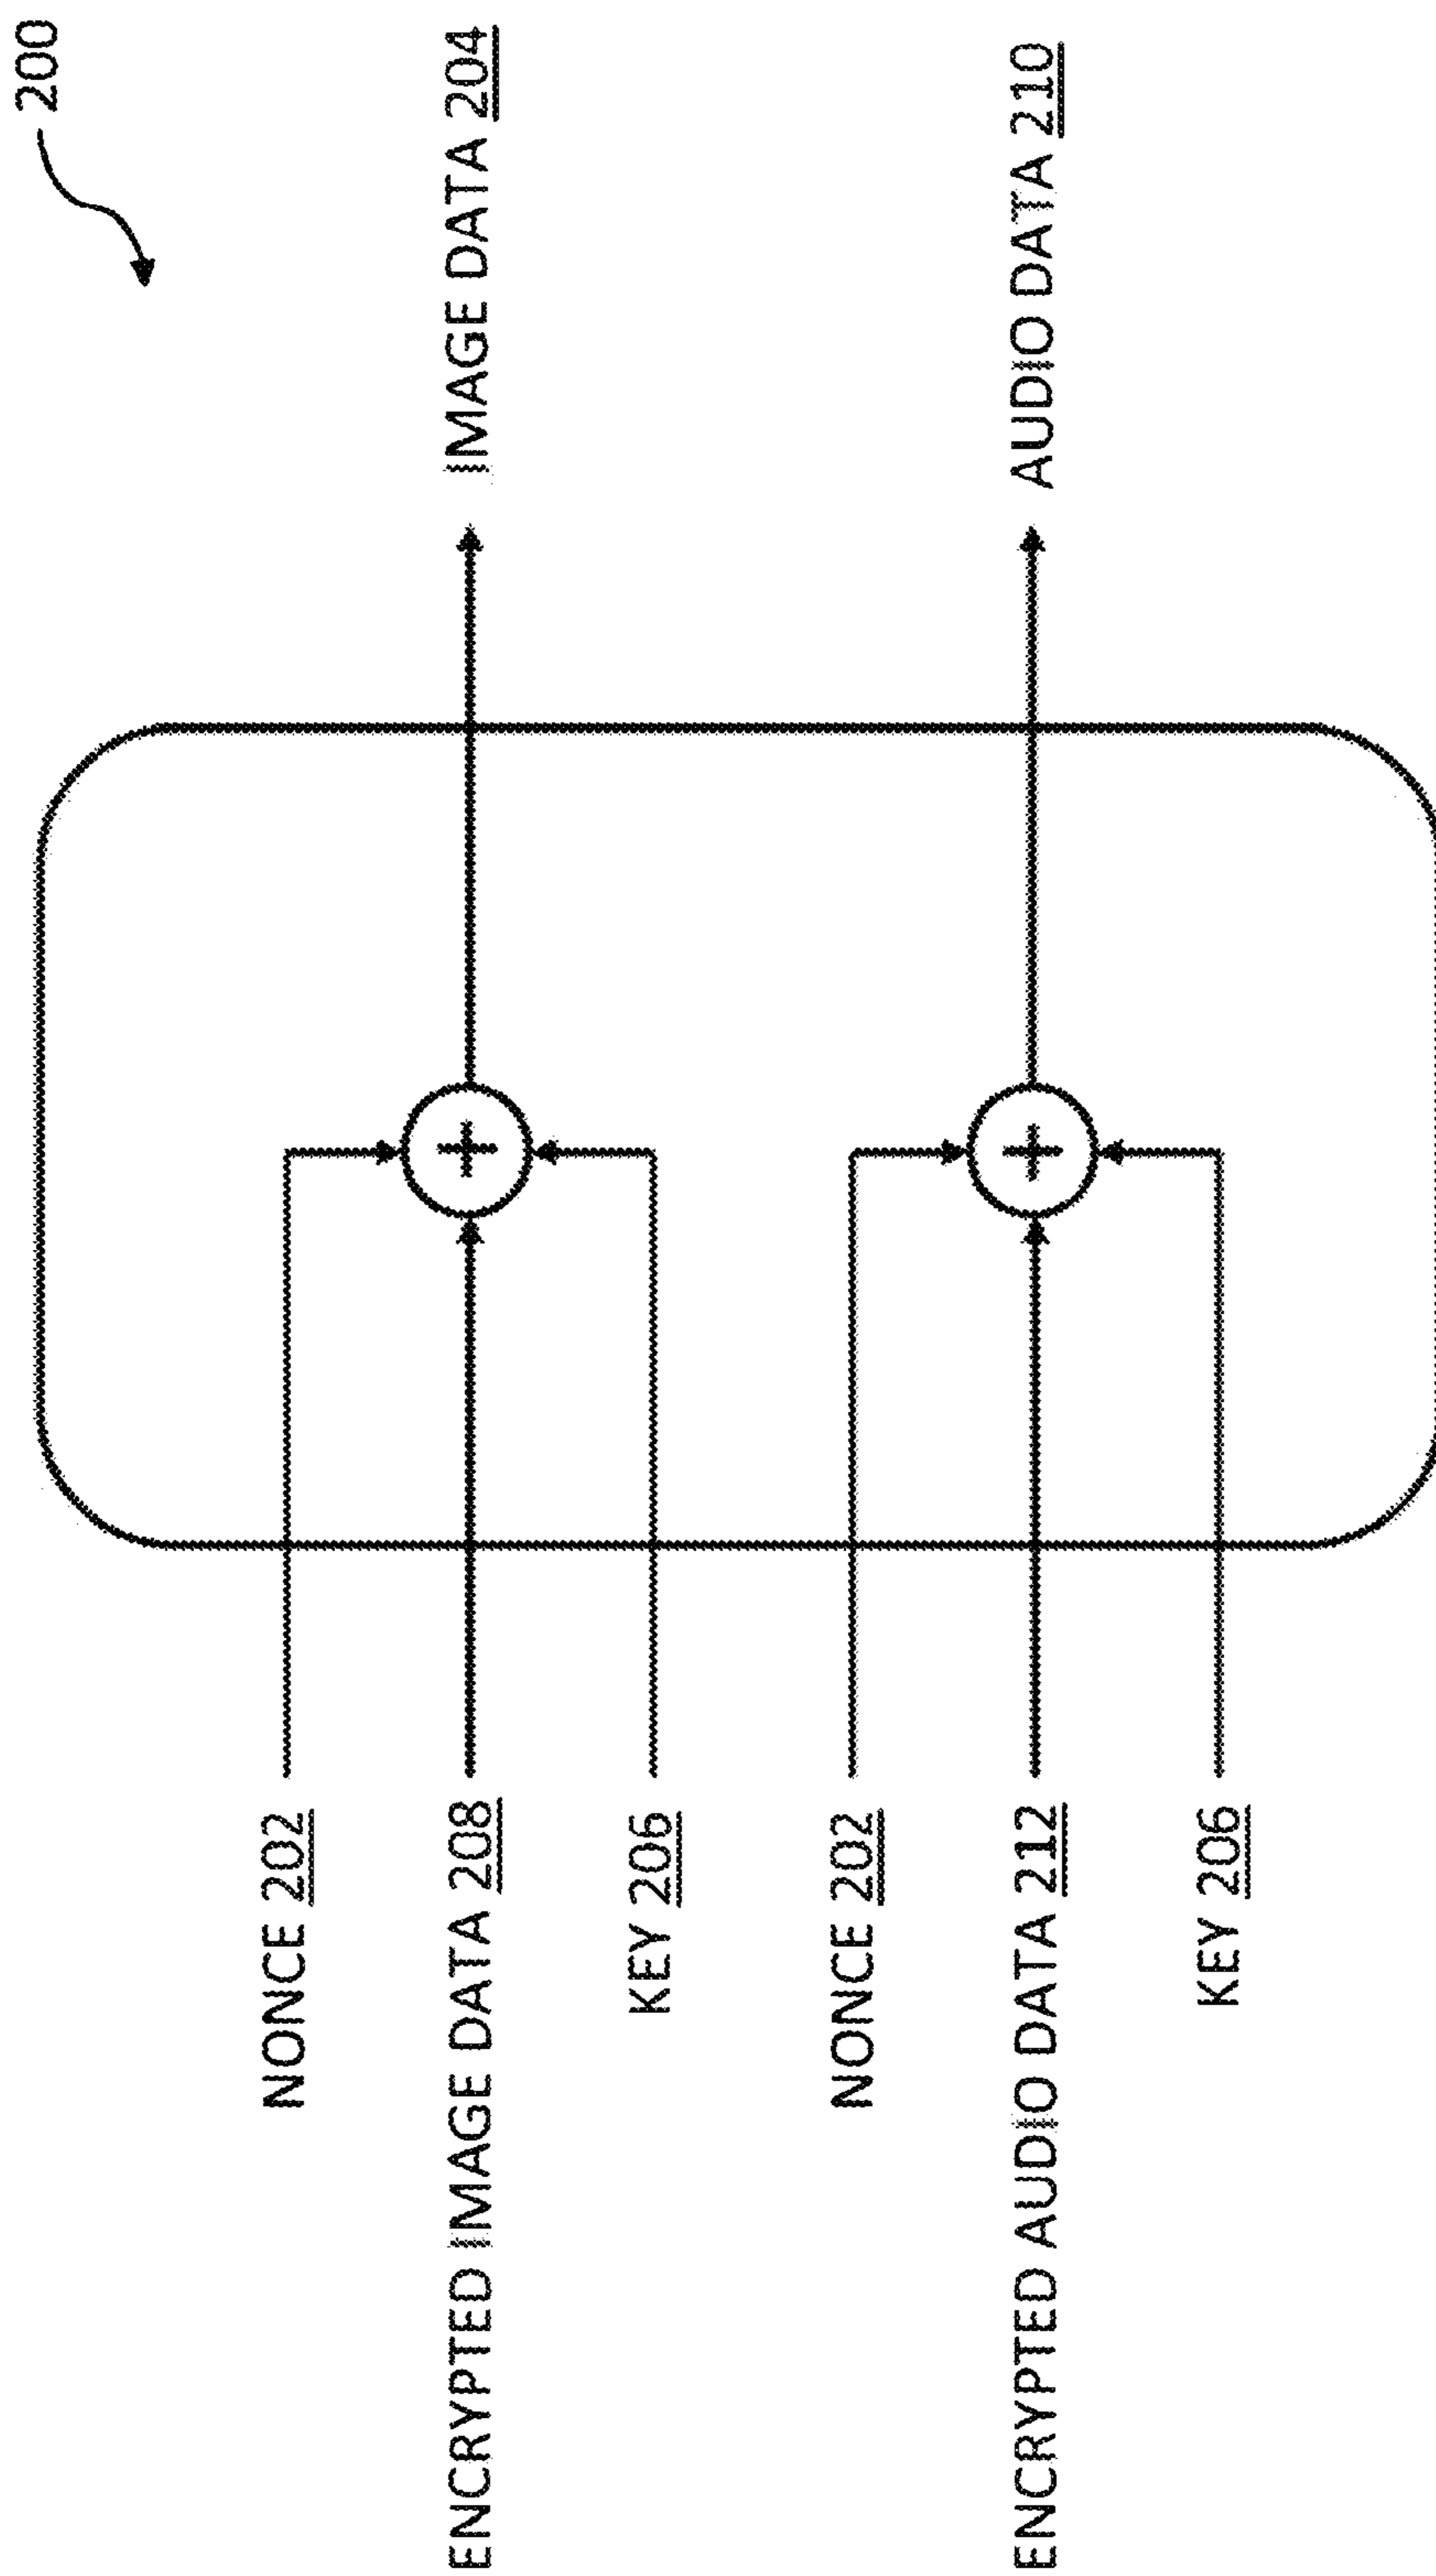 200
NONCE 202
ENCRYPTED IMAGE DATA 208
IMAGE DATA 204
KEY 206
NONCE 202
ENCRYPTED AUDIO DATA 212
AUDIO DATA 210
KEY 206